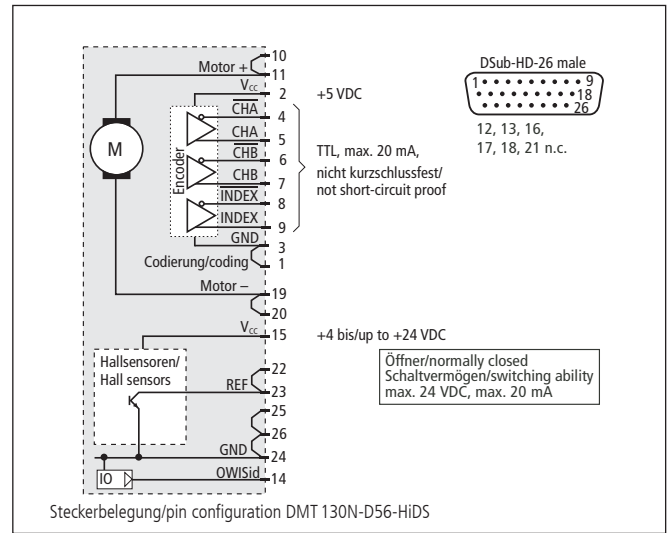 10
Motor +
11
DSub-HD-26 male
1
9
18
26
12, 13, 16,
17, 18, 21 n.c.
Vcc
2
+5 VDC
CHA
4
CHA
5
CHB
6
CHB
7
INDEX
8
INDEX
9
Encoder
M
TTL, max. 20 mA,
nicht kurzschlussfest/
not short-circuit proof
GND
3
Codierung/coding
1
Motor –
19
20
Vcc
15
+4 bis/up to +24 VDC
Hallsensoren/
Hall sensors
22
REF
23
25
26
GND
24
IO
OWISid
14
Öffner/normally closed
Schaltvermögen/switching ability
max. 24 VDC, max. 20 mA
Steckerbelegung/pin configuration DMT 130N-D56-HiDS